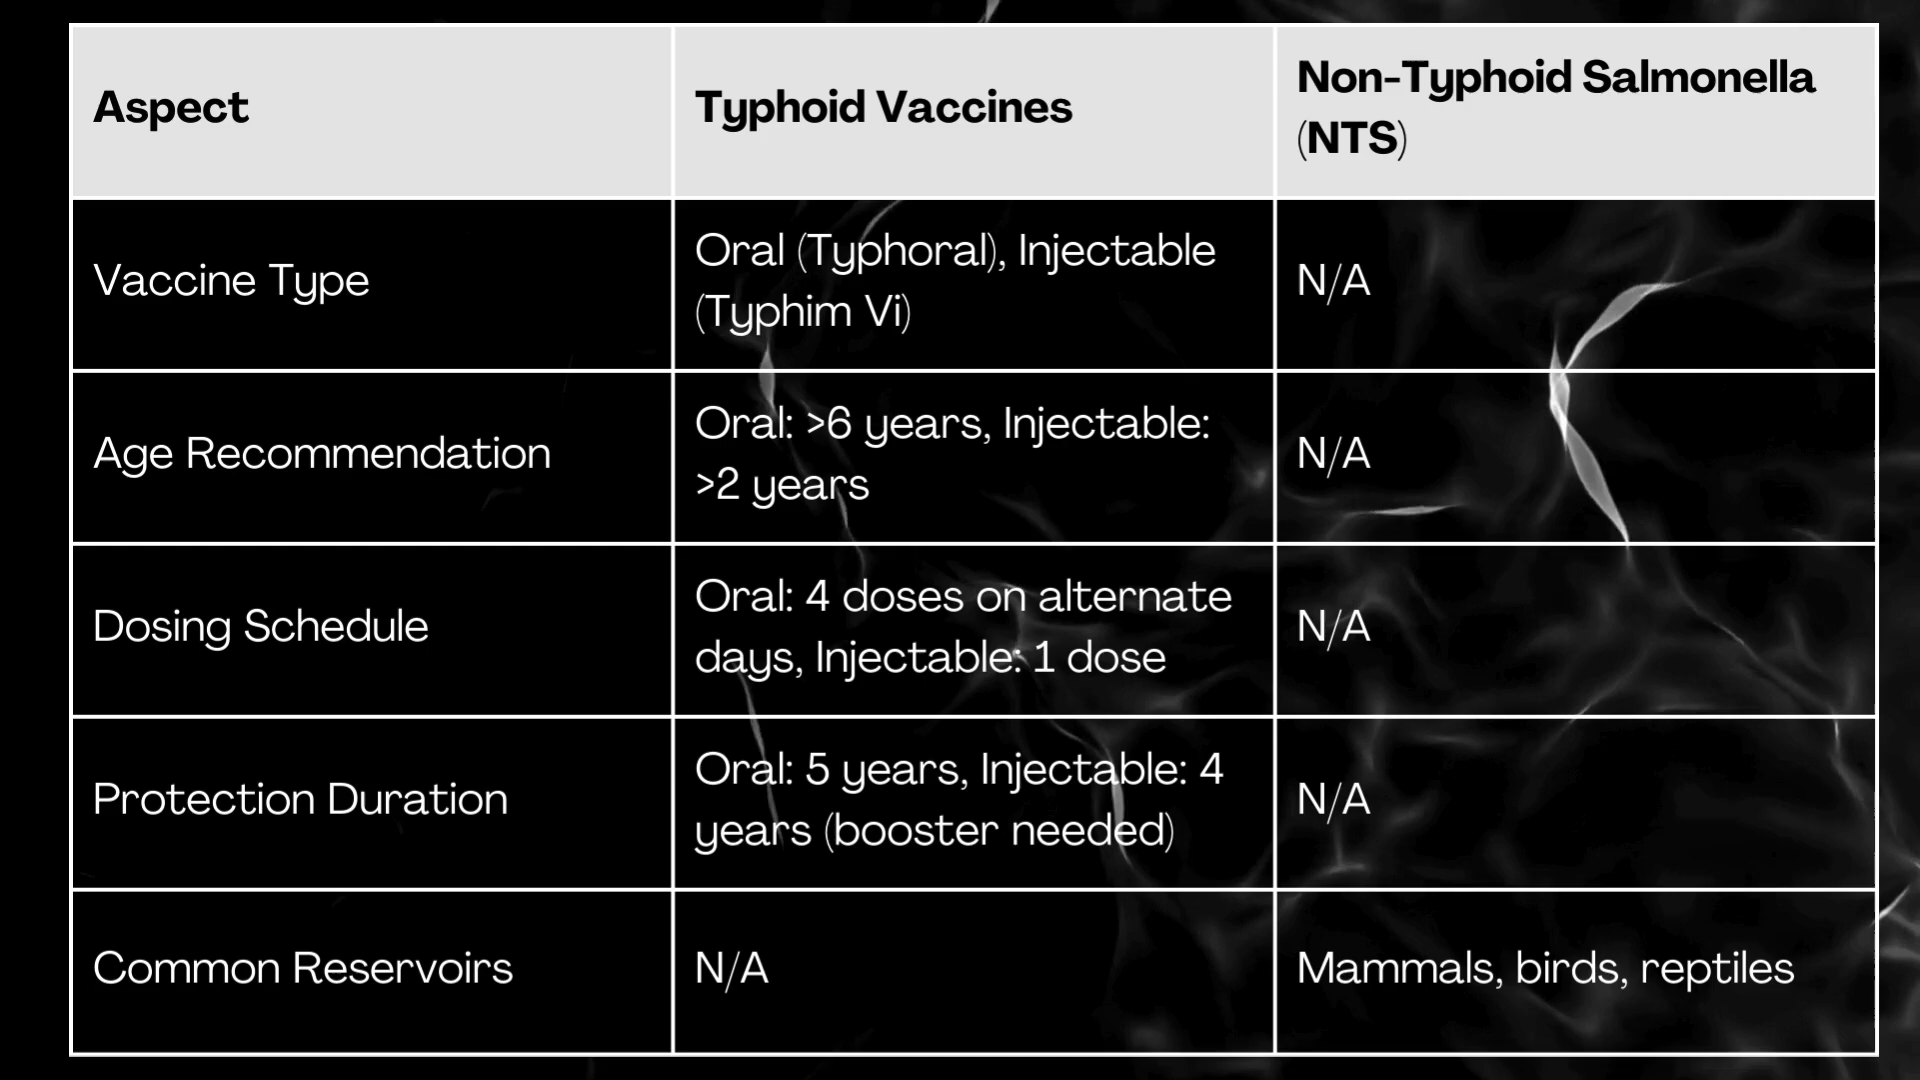 Aspect
Typhoid Vaccines
Non-Typhoid Salmonella
(NTS)
Vaccine Type
Oral (Typhoral), Injectable
(Typhim Vi)
N/A
Age Recommendation
Oral: >6 years, Injectable:
>2 years
N/A
Dosing Schedule
Oral: 4 doses on alternate
days, Injectable: 1 dose
N/A
Protection Duration
Oral: 5 years, Injectable: 4
years (booster needed)
N/A
Common Reservoirs
N/A
Mammals, birds, reptiles